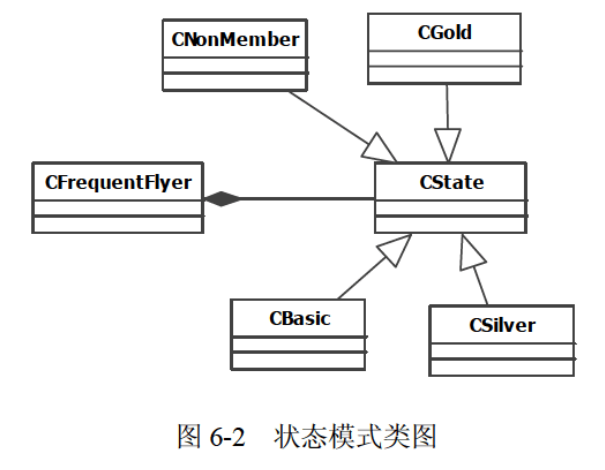 CNonMember
CGold
CFrequentFlyer
CState
CBasic
CSilver
图 6-2 状态模式类图